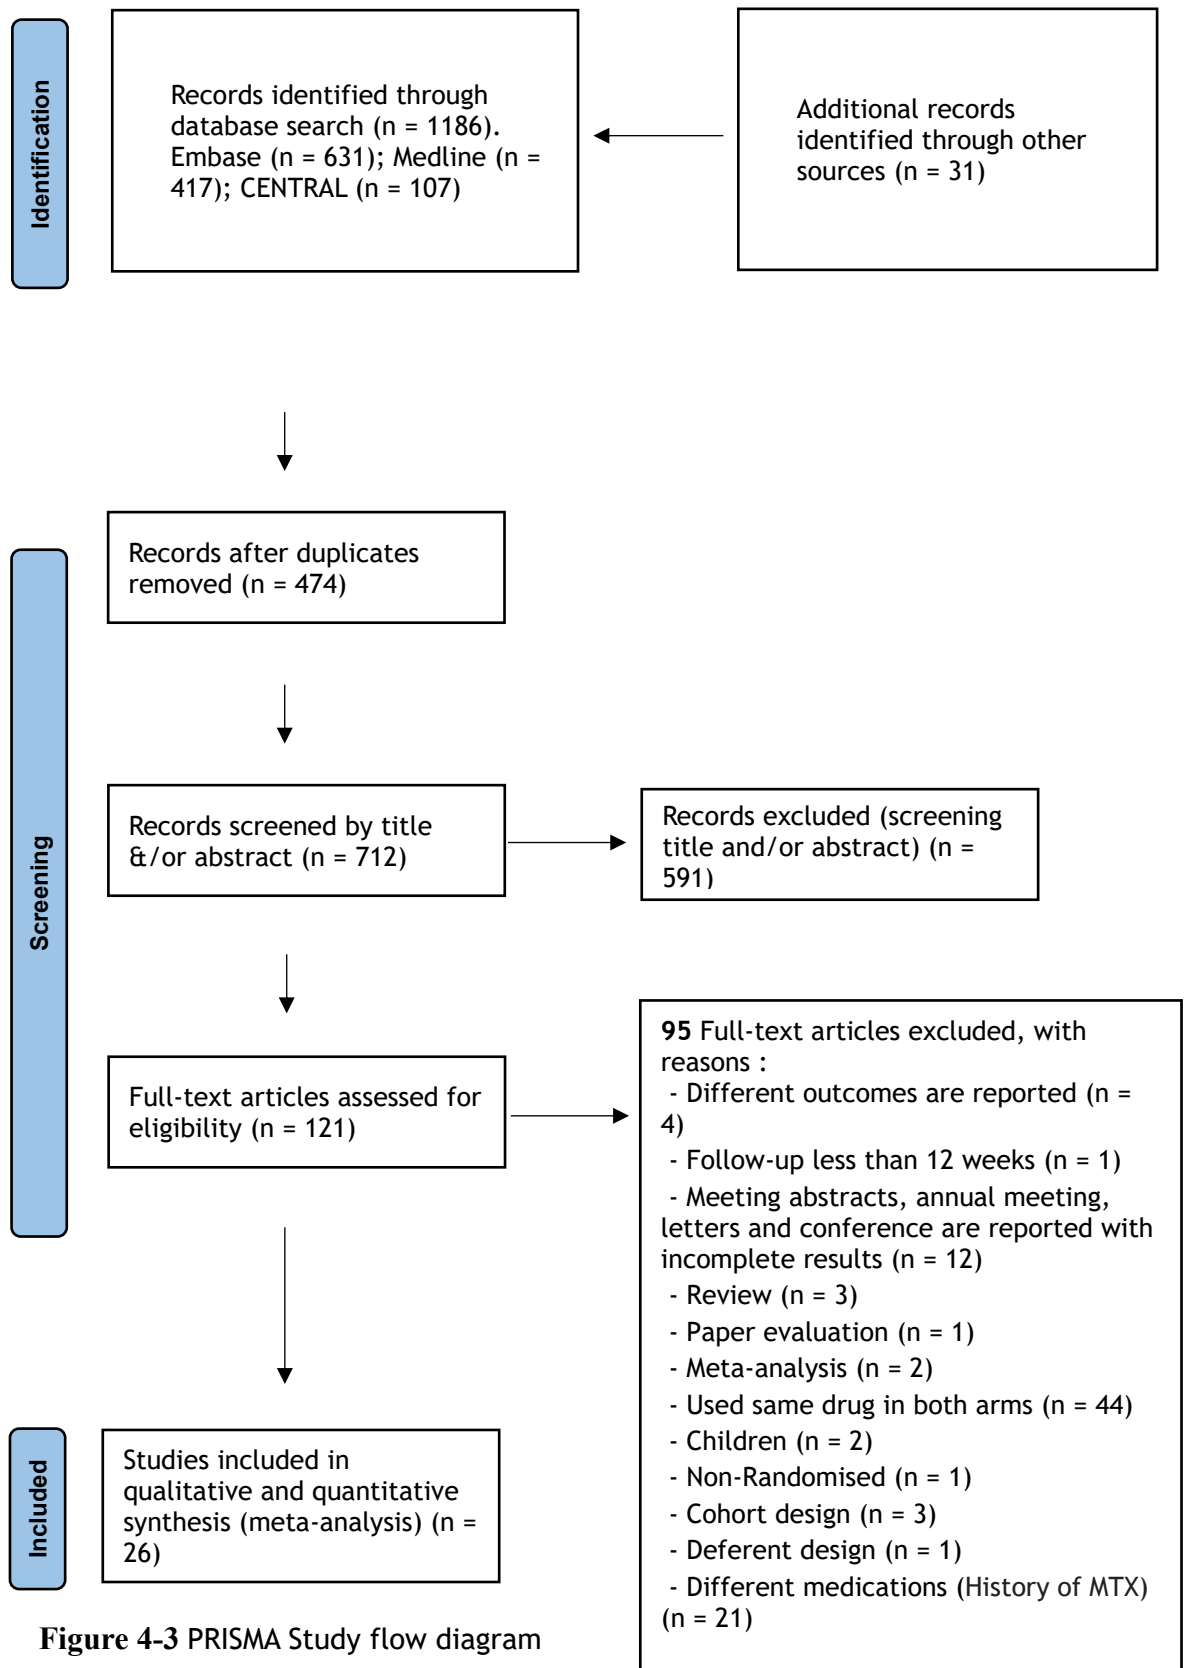 Identification
Records identified through
database search (n = 1186).
Embase (n = 631); Medline (n =
417); CENTRAL (n = 107)
Additional records
identified through other
sources (n = 31)
Screening
Records after duplicates
removed (n = 474)
Records screened by title
&/or abstract (n = 712)
Records excluded (screening
title and/or abstract) (n =
591)
Full-text articles assessed for
eligibility (n = 121)
95 Full-text articles excluded, with
reasons :
- Different outcomes are reported (n =
4)
- Follow-up less than 12 weeks (n = 1)
- Meeting abstracts, annual meeting,
letters and conference are reported with
incomplete results (n = 12)
- Review (n = 3)
- Paper evaluation (n = 1)
- Meta-analysis (n = 2)
- Used same drug in both arms (n = 44)
- Children (n = 2)
- Non-Randomised (n = 1)
- Cohort design (n = 3)
- Deferent design (n = 1)
- Different medications (History of MTX)
(n = 21)
Included
Studies included in
qualitative and quantitative
synthesis (meta-analysis) (n =
26)
Figure 4-3 PRISMA Study flow diagram